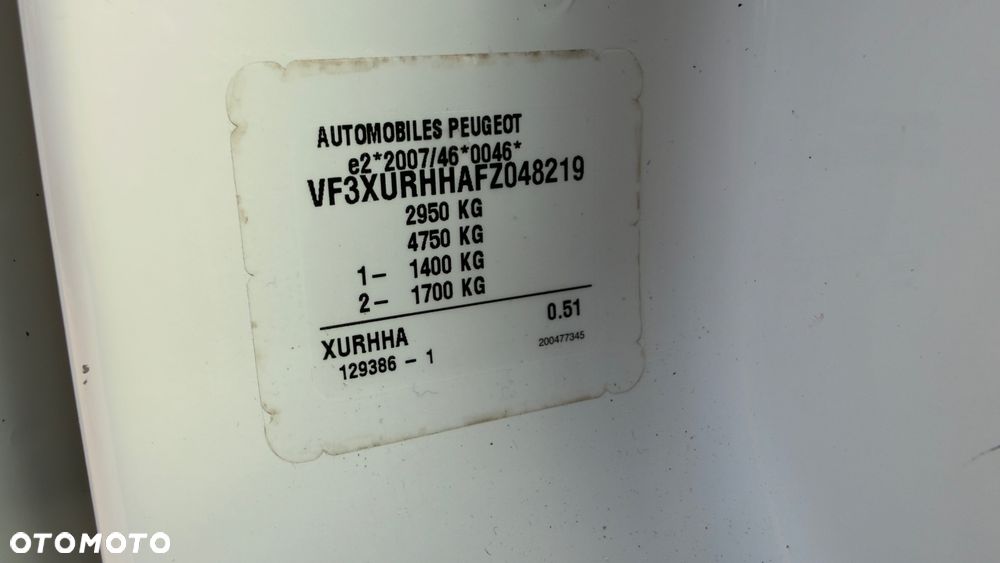 AUTOMOBILES PEUGEOT
e2*2007/46*0046*
VF3XURHHAFZ048219
2950 KG
4750 KG
1- 1400 KG
2- 1700 KG
XURHHA 0.51
129386 - 1 200477345
OTOMOTO